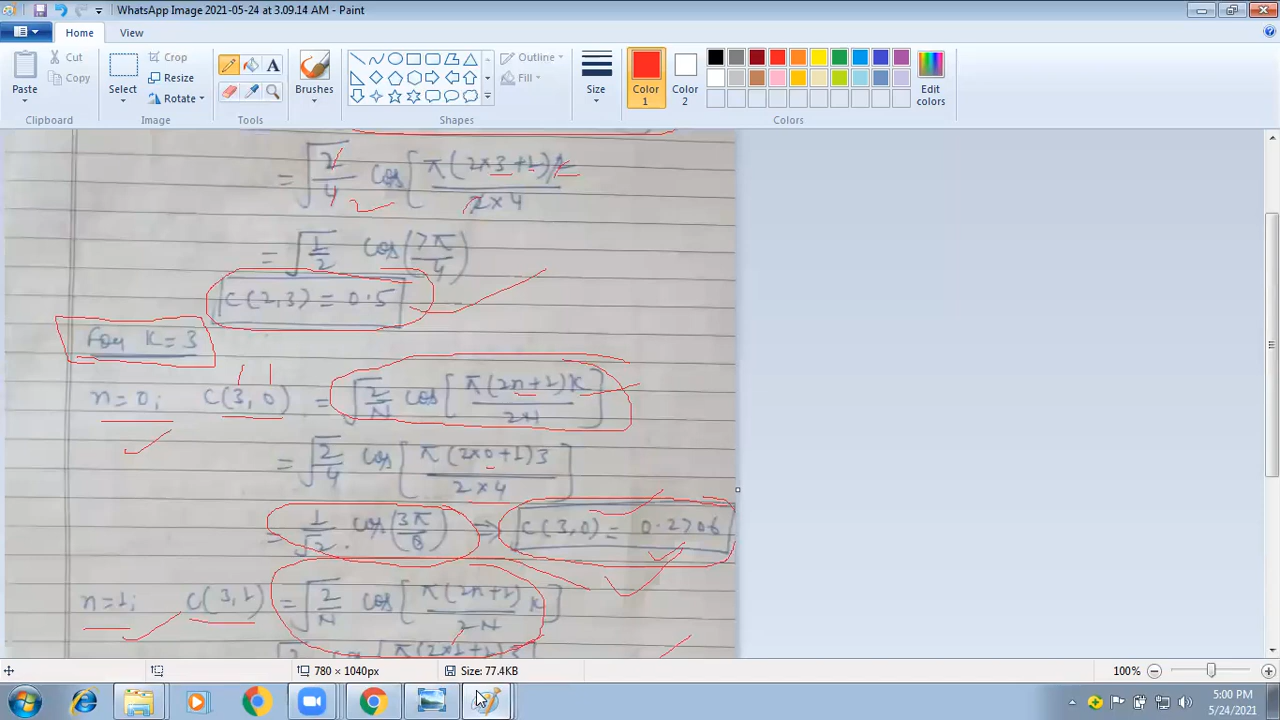 WhatsApp Image 2021-05-24 at 3.09.14 AM - Paint
Home View
Paste Cut Copy Clipboard
Select Crop Resize Rotate Image
Tools
Brushes
Outline Fill Shapes
Size
Color 1 Color 2 Edit colors Colors
= √(2/4) cos[π(2×3+1)2 / 2×4]
= √(1/2) cos(7π/4)
C(2,3) = 0.5
For K=3
n=0; C(3,0) = √(2/N) cos[π(2n+1)K / 2N]
= √(2/4) cos[π(2×0+1)3 / 2×4]
= 1/√2 . cos(3π/8) ⇒ C(3,0) = 0.2706
n=1; C(3,1) = √(2/N) cos[π(2n+1)K / 2N]
π(2×1+1)3
780 × 1040px Size: 77.4KB 100%
5:00 PM
5/24/2021